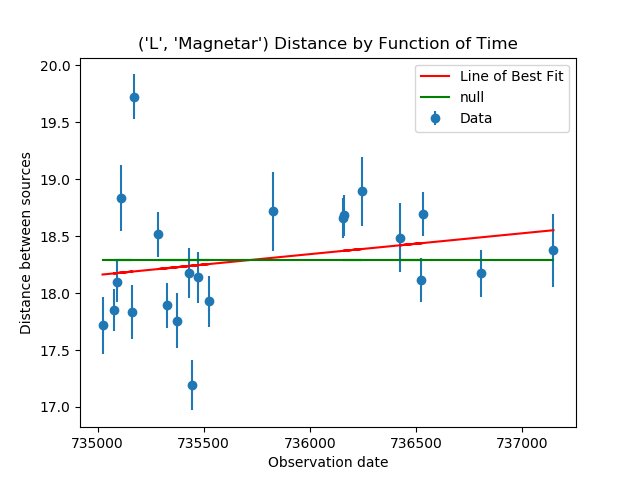 ('L', 'Magnetar') Distance by Function of Time
20.0
19.5
19.0
18.5
18.0
17.5
17.0
Distance between sources
Line of Best Fit
null
Data
735000 735500 736000 736500 737000
Observation date